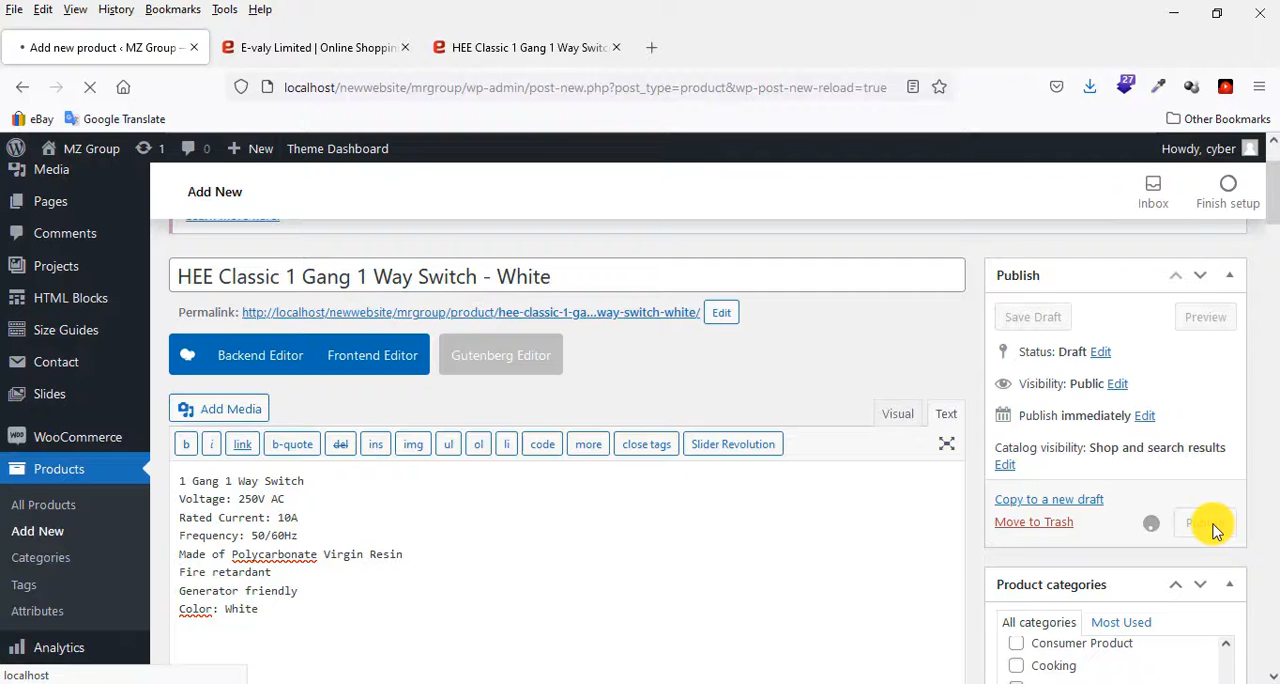 File Edit View History Bookmarks Tools Help
Add new product ‹ MZ Group —
E-valy Limited | Online Shoppin
HEE Classic 1 Gang 1 Way Switc
localhost/newwebsite/mrgroup/wp-admin/post-new.php?post_type=product&wp-post-new-reload=true
27
eBay Google Translate Other Bookmarks
MZ Group 1 0 New Theme Dashboard Howdy, cyber
Media
Pages
Comments
Projects
HTML Blocks
Size Guides
Contact
Slides
WooCommerce
Products
All Products
Add New
Categories
Tags
Attributes
Analytics
localhost
Add New
Inbox
Finish setup
Learn more here.
HEE Classic 1 Gang 1 Way Switch - White
Permalink: http://localhost/newwebsite/mrgroup/product/hee-classic-1-ga...way-switch-white/ Edit
Backend Editor Frontend Editor Gutenberg Editor
Add Media
Visual Text
b i link b-quote del ins img ul ol li code more close tags Slider Revolution
1 Gang 1 Way Switch
Voltage: 250V AC
Rated Current: 10A
Frequency: 50/60Hz
Made of Polycarbonate Virgin Resin
Fire retardant
Generator friendly
Color: White
Publish
Save Draft Preview
Status: Draft Edit
Visibility: Public Edit
Publish immediately Edit
Catalog visibility: Shop and search results
Edit
Copy to a new draft
Move to Trash
Product categories
All categories Most Used
Consumer Product
Cooking